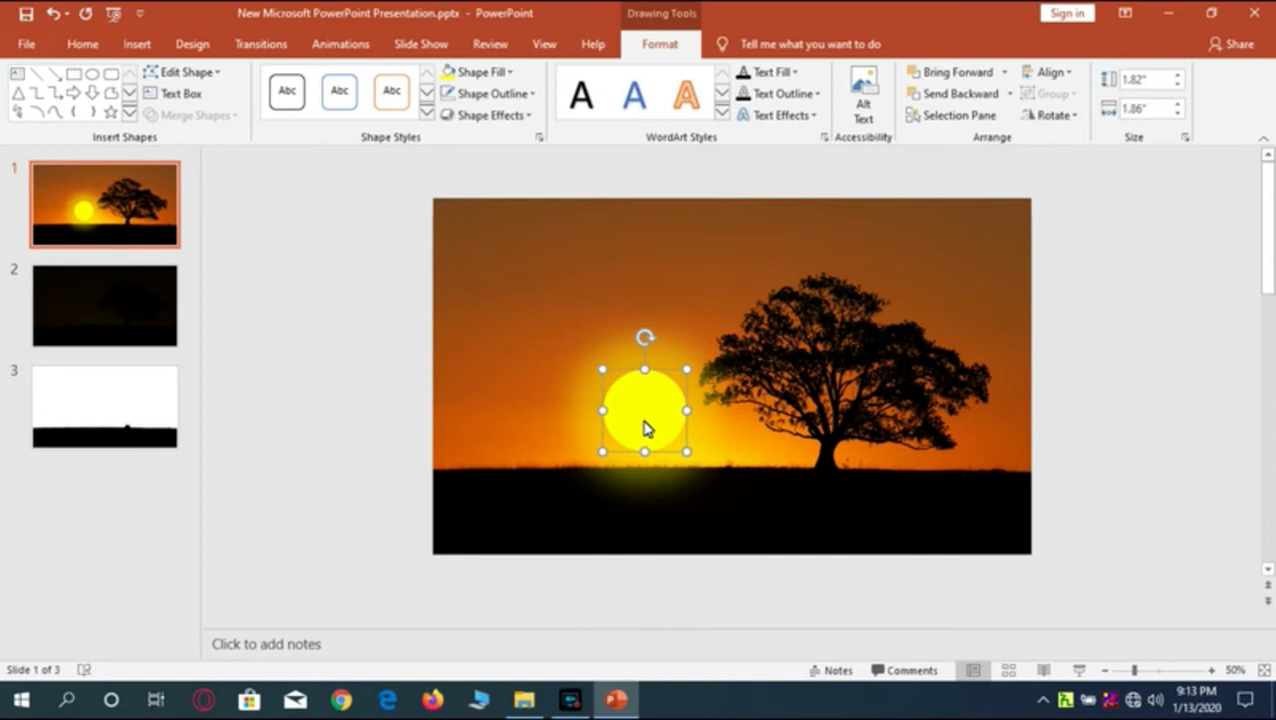 New Microsoft PowerPoint Presentation.pptx - PowerPoint
Drawing Tools
Sign in
File Home Insert Design Transitions Animations Slide Show Review View Help Format Tell me what you want to do Share
Edit Shape
Text Box
Merge Shapes
Insert Shapes
Abc Abc Abc
Shape Fill
Shape Outline
Shape Effects
Shape Styles
A A A
Text Fill
Text Outline
Text Effects
WordArt Styles
Alt
Text
Accessibility
Bring Forward
Send Backward
Selection Pane
Align
Group
Rotate
Arrange
1.82"
1.86"
Size
1
2
3
Click to add notes
Slide 1 of 3
Notes
Comments
50%
9:13 PM
1/13/2020